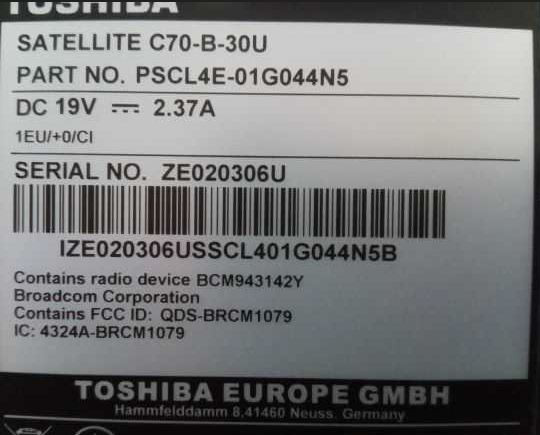 TOSHIBA
SATELLITE C70-B-30U
PART NO. PSCL4E-01G044N5
DC 19V ⎓ 2.37A
1EU/+0/CI
SERIAL NO. ZE020306U
IZE020306USSCL401G044N5B
Contains radio device BCM943142Y
Broadcom Corporation
Contains FCC ID: QDS-BRCM1079
IC: 4324A-BRCM1079
TOSHIBA EUROPE GMBH
Hammfelddamm 8,41460 Neuss. Germany